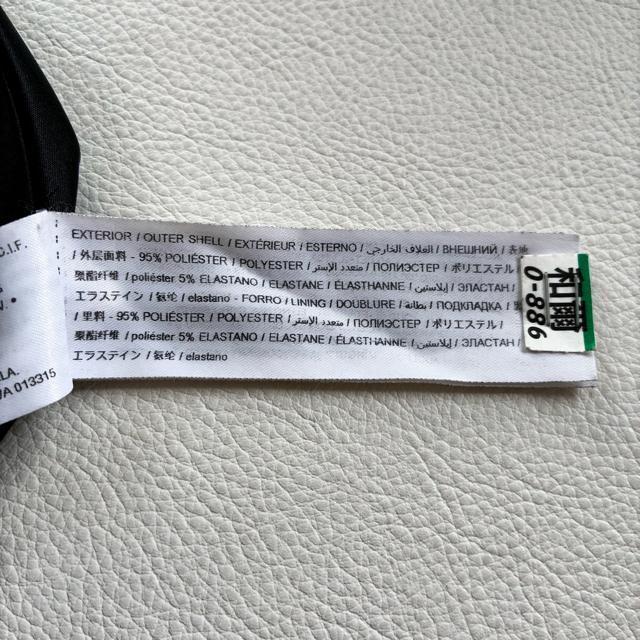 C.I.F.
V.
LA.
VA 013315
EXTERIOR / OUTER SHELL / EXTÉRIEUR / ESTERNO / الغلاف الخارجي / ВНЕШНИЙ / 表地
/ 外层面料 - 95% POLIÉSTER / POLYESTER / متعدد الإستر / ПОЛИЭСТЕР / ポリエステル
聚酯纤维 / poliéster 5% ELASTANO / ELASTANE / ÉLASTHANNE / إيلاستين / ЭЛАСТАН /
エラステイン / 氨纶 / elastano - FORRO / LINING / DOUBLURE / بطانة / ПОДКЛАДКА /
/ 里料 - 95% POLIÉSTER / POLYESTER / متعدد الإستر / ПОЛИЭСТЕР / ポリエステル /
聚酯纤维 / poliéster 5% ELASTANO / ELASTANE / ÉLASTHANNE / إيلاستين / ЭЛАСТАН /
エラステイン / 氨纶 / elastano
和爾
0-886